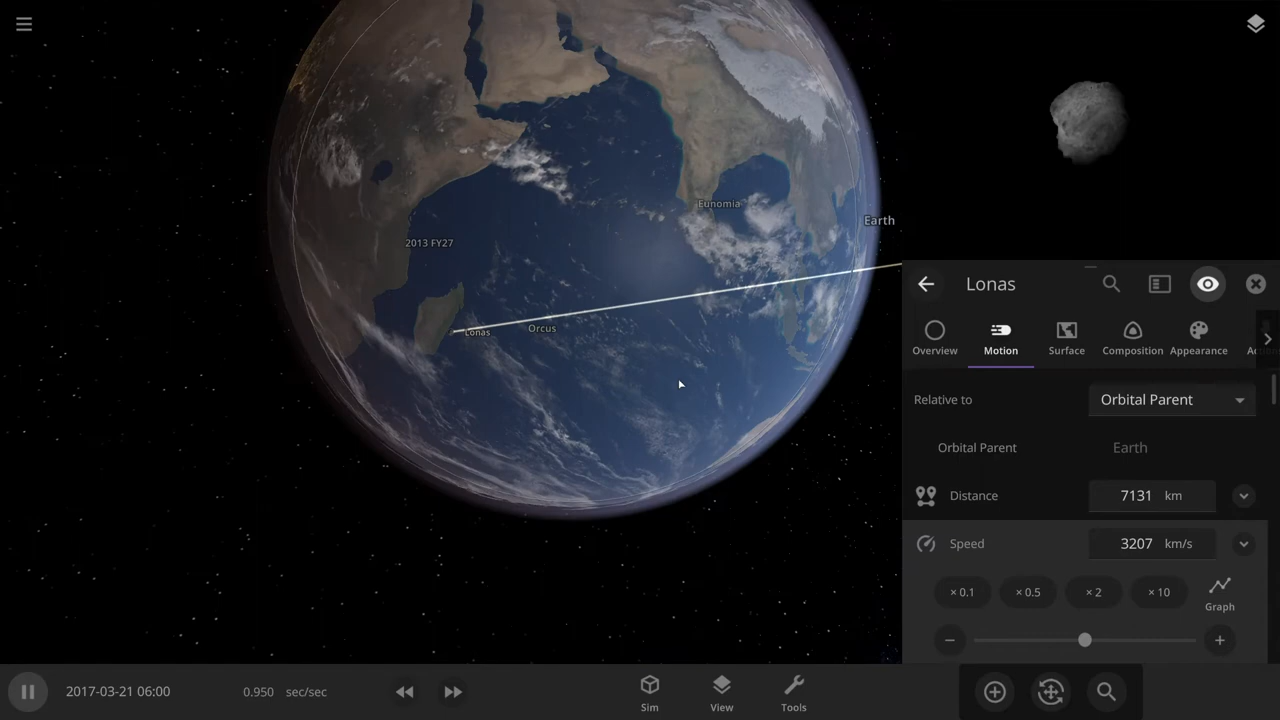 Eunomia
Earth
2013 FY27
Lonas
Orcus
Lonas
Overview
Motion
Surface
Composition
Appearance
Relative to
Orbital Parent
Orbital Parent
Earth
Distance
7131 km
Speed
3207 km/s
× 0.1
× 0.5
× 2
× 10
Graph
2017-03-21 06:00
0.950 sec/sec
Sim
View
Tools